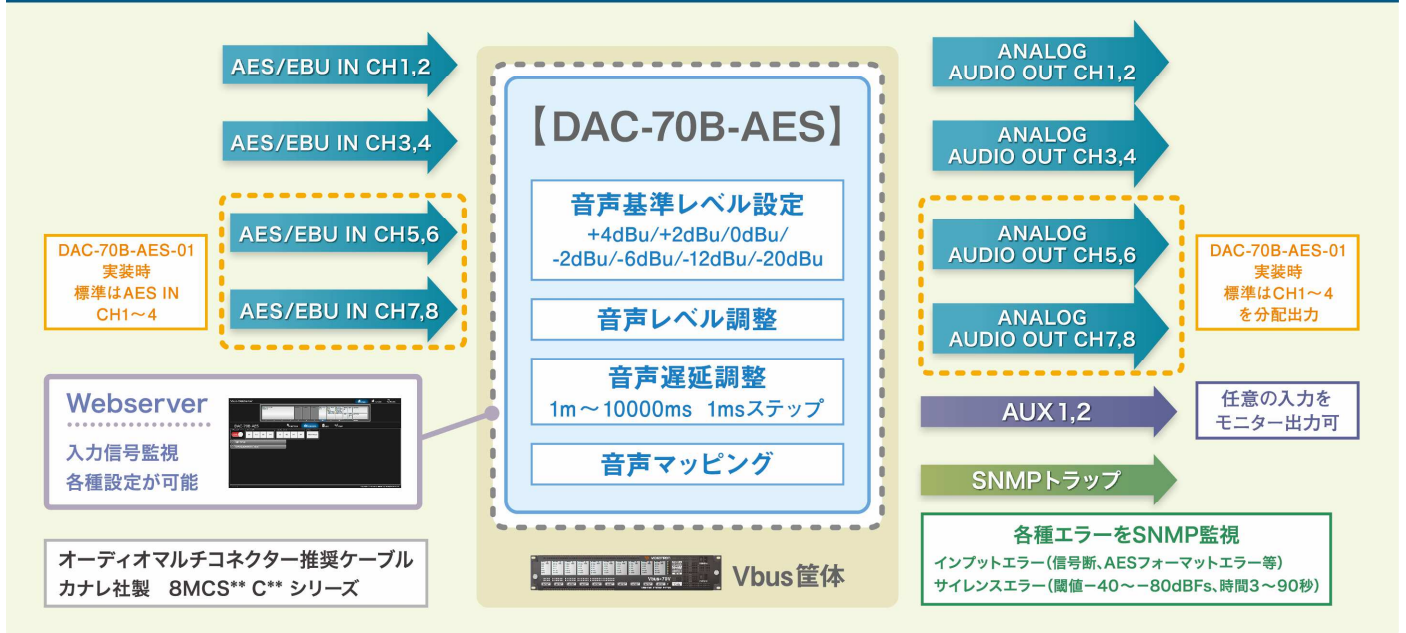 AES/EBU IN CH1,2
AES/EBU IN CH3,4
AES/EBU IN CH5,6
AES/EBU IN CH7,8
DAC-70B-AES-01
実装時
標準はAES IN
CH1～4
Webserver
入力信号監視
各種設定が可能
オーディオマルチコネクター推奨ケーブル
カナレ社製 8MCS** C** シリーズ
【DAC-70B-AES】
音声基準レベル設定
+4dBu/+2dBu/0dBu/
-2dBu/-6dBu/-12dBu/-20dBu
音声レベル調整
音声遅延調整
1m～10000ms 1msステップ
音声マッピング
Vbus-70V
Vbus筐体
ANALOG
AUDIO OUT CH1,2
ANALOG
AUDIO OUT CH3,4
ANALOG
AUDIO OUT CH5,6
ANALOG
AUDIO OUT CH7,8
DAC-70B-AES-01
実装時
標準はCH1～4
を分配出力
AUX1,2
任意の入力を
モニター出力可
SNMPトラップ
各種エラーをSNMP監視
インプットエラー(信号断、AESフォーマットエラー等)
サイレンスエラー(閾値－40～－80dBFs、時間3～90秒)